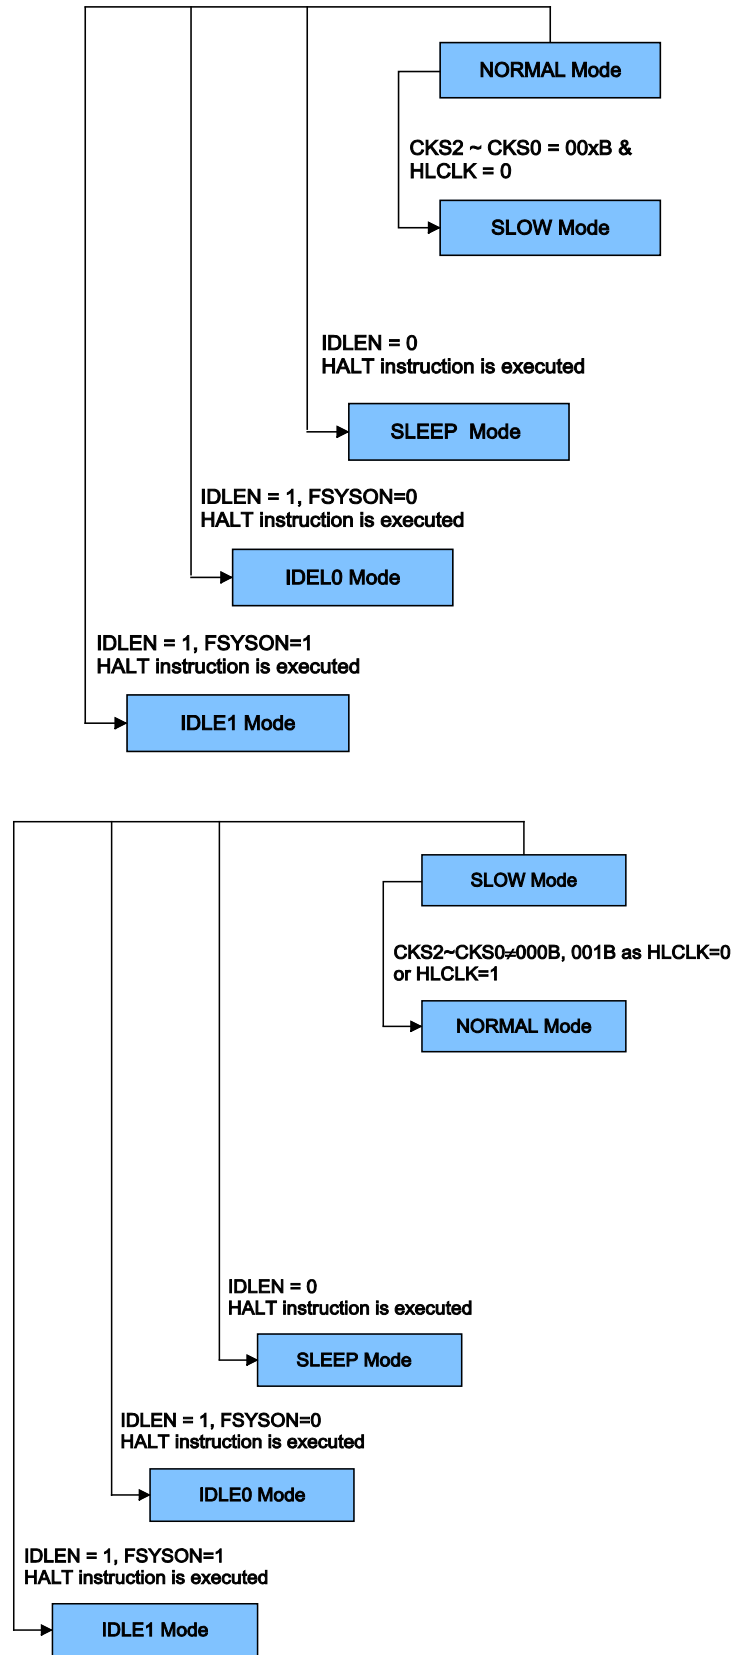 NORMAL Mode
CKS2 ~ CKS0 = 00xB &
HLCLK = 0
SLOW Mode
IDLEN = 0
HALT instruction is executed
SLEEP Mode
IDLEN = 1, FSYSON=0
HALT instruction is executed
IDEL0 Mode
IDLEN = 1, FSYSON=1
HALT instruction is executed
IDLE1 Mode
SLOW Mode
CKS2~CKS0≠000B, 001B as HLCLK=0
or HLCLK=1
NORMAL Mode
IDLEN = 0
HALT instruction is executed
SLEEP Mode
IDLEN = 1, FSYSON=0
HALT instruction is executed
IDLE0 Mode
IDLEN = 1, FSYSON=1
HALT instruction is executed
IDLE1 Mode